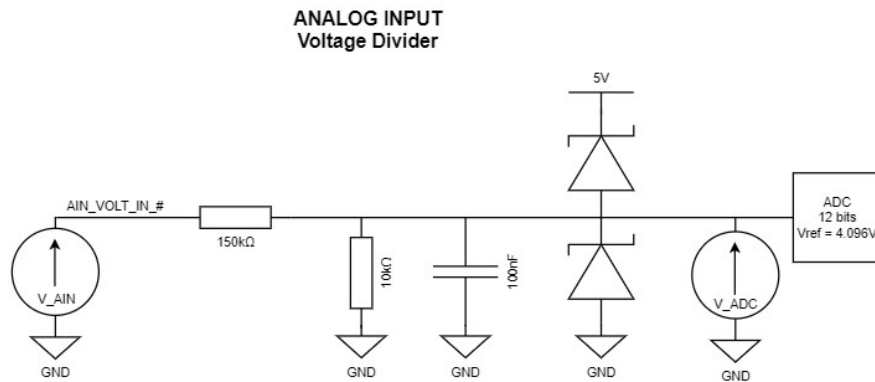 ANALOG INPUT
Voltage Divider
5V
AIN_VOLT_IN_#
150kΩ
10kΩ
100nF
V_AIN
V_ADC
ADC
12 bits
Vref = 4.096V
GND
GND
GND
GND
GND